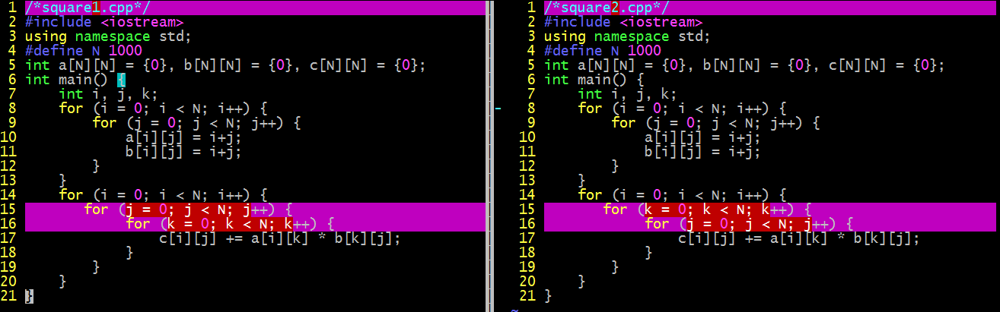 1 /*square1.cpp*/
2 #include <iostream>
3 using namespace std;
4 #define N 1000
5 int a[N][N] = {0}, b[N][N] = {0}, c[N][N] = {0};
6 int main() {
7     int i, j, k;
8     for (i = 0; i < N; i++) {
9         for (j = 0; j < N; j++) {
10             a[i][j] = i+j;
11             b[i][j] = i+j;
12         }
13     }
14     for (i = 0; i < N; i++) {
15        for (j = 0; j < N; j++) {
16             for (k = 0; k < N; k++) {
17                 c[i][j] += a[i][k] * b[k][j];
18             }
19         }
20     }
21 }
1 /*square2.cpp*/
2 #include <iostream>
3 using namespace std;
4 #define N 1000
5 int a[N][N] = {0}, b[N][N] = {0}, c[N][N] = {0};
6 int main() {
7     int i, j, k;
- 8     for (i = 0; i < N; i++) {
9         for (j = 0; j < N; j++) {
10             a[i][j] = i+j;
11             b[i][j] = i+j;
12         }
13     }
14     for (i = 0; i < N; i++) {
15        for (k = 0; k < N; k++) {
16             for (j = 0; j < N; j++) {
17                 c[i][j] += a[i][k] * b[k][j];
18             }
19         }
20     }
21 }
~